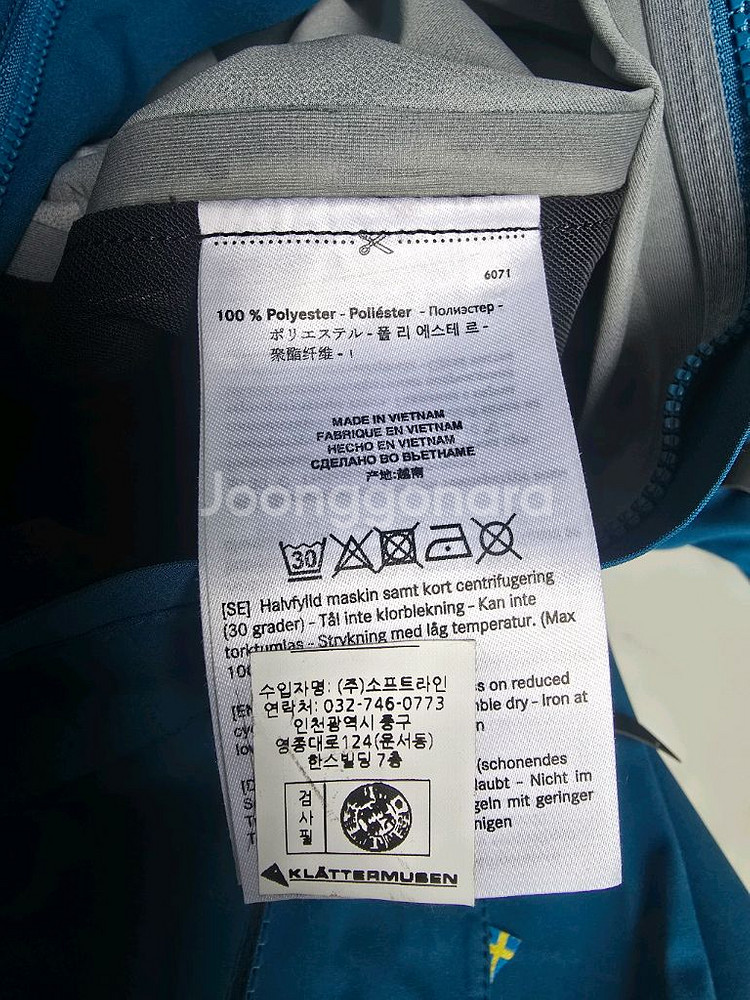 6071
100 % Polyester - Poliéster - Полиэстер -
ポリエステル - 폴 리 에스테 르 -
聚酯纤维 -
MADE IN VIETNAM
FABRIQUE EN VIETNAM
HECHO EN VIETNAM
СДЕЛАНО ВО ВЬЕТНАМЕ
产地:越南
Joonggonara
30
[SE] Halvfylld maskin samt kort centrifugering
(30 grader) - Tål inte klorblekning - Kan inte
torktumlas - Strykning med låg temperatur. (Max
on reduced
dry - Iron at
수입자명: (주)소프트라인
연락처: 032-746-0773
인천광역시 중구
영종대로124(운서동)
한스빌딩 7층
(schonendes
Nicht im
mit geringer
검
사
필
KLÄTTERMUSEN